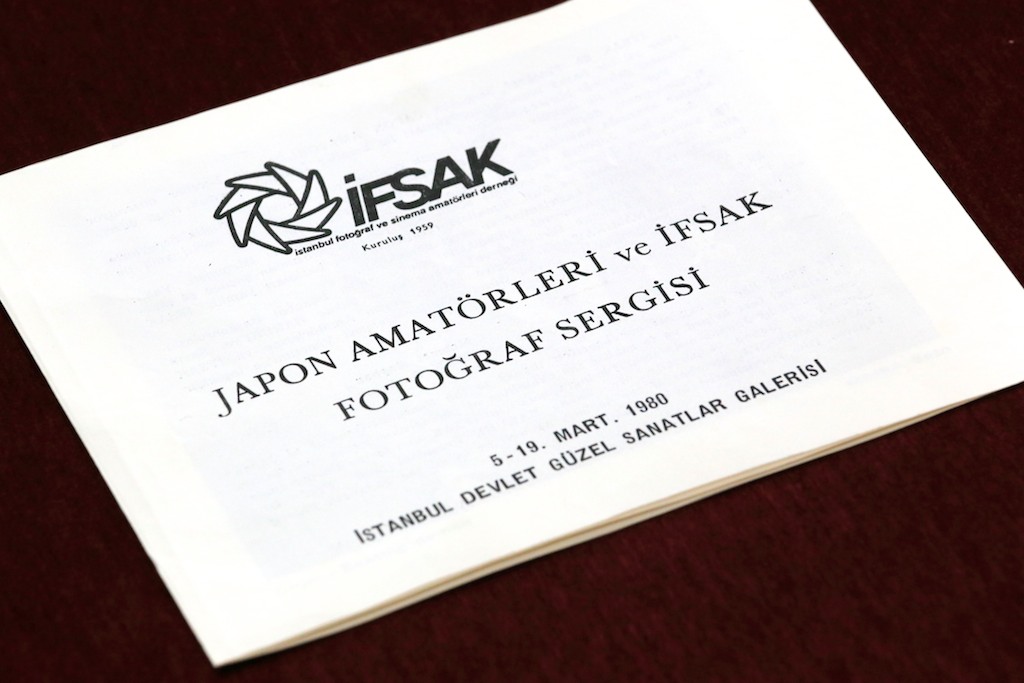 İFSAK
istanbul fotoğraf ve sinema amatörleri derneği
Kuruluş 1959
JAPON AMATÖRLERİ ve İFSAK
FOTOĞRAF SERGİSİ
5-19. MART. 1980
İSTANBUL DEVLET GÜZEL SANATLAR GALERİSİ